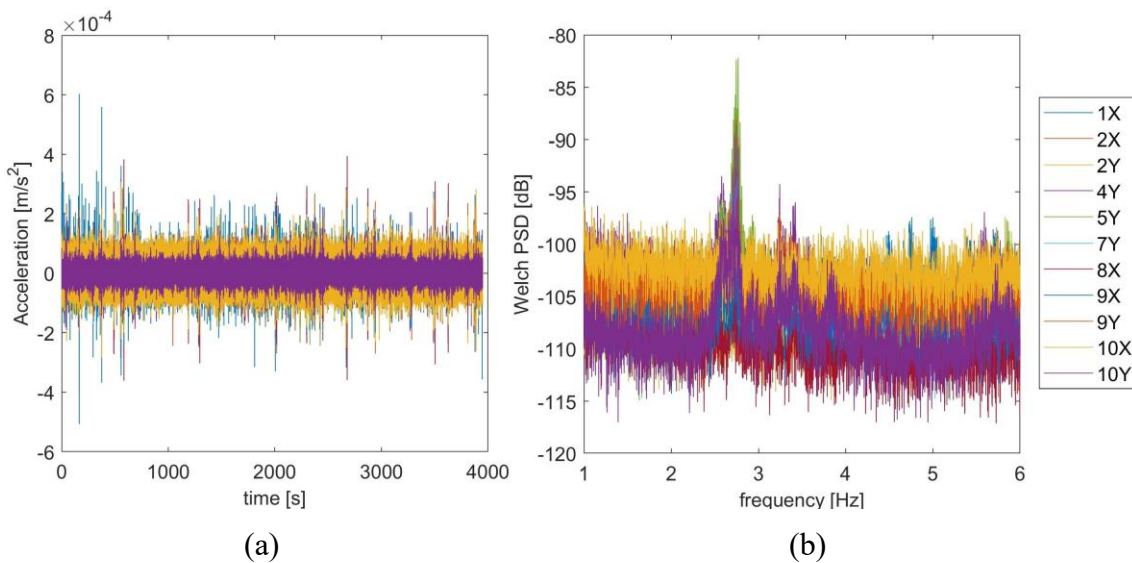 ×10⁻⁴
8
6
4
2
0
-2
-4
-6
Acceleration [m/s²]
0 1000 2000 3000 4000
time [s]
(a)
-80
-85
-90
-95
-100
-105
-110
-115
-120
Welch PSD [dB]
1 2 3 4 5 6
frequency [Hz]
(b)
1X
2X
2Y
4Y
5Y
7Y
8X
9X
9Y
10X
10Y